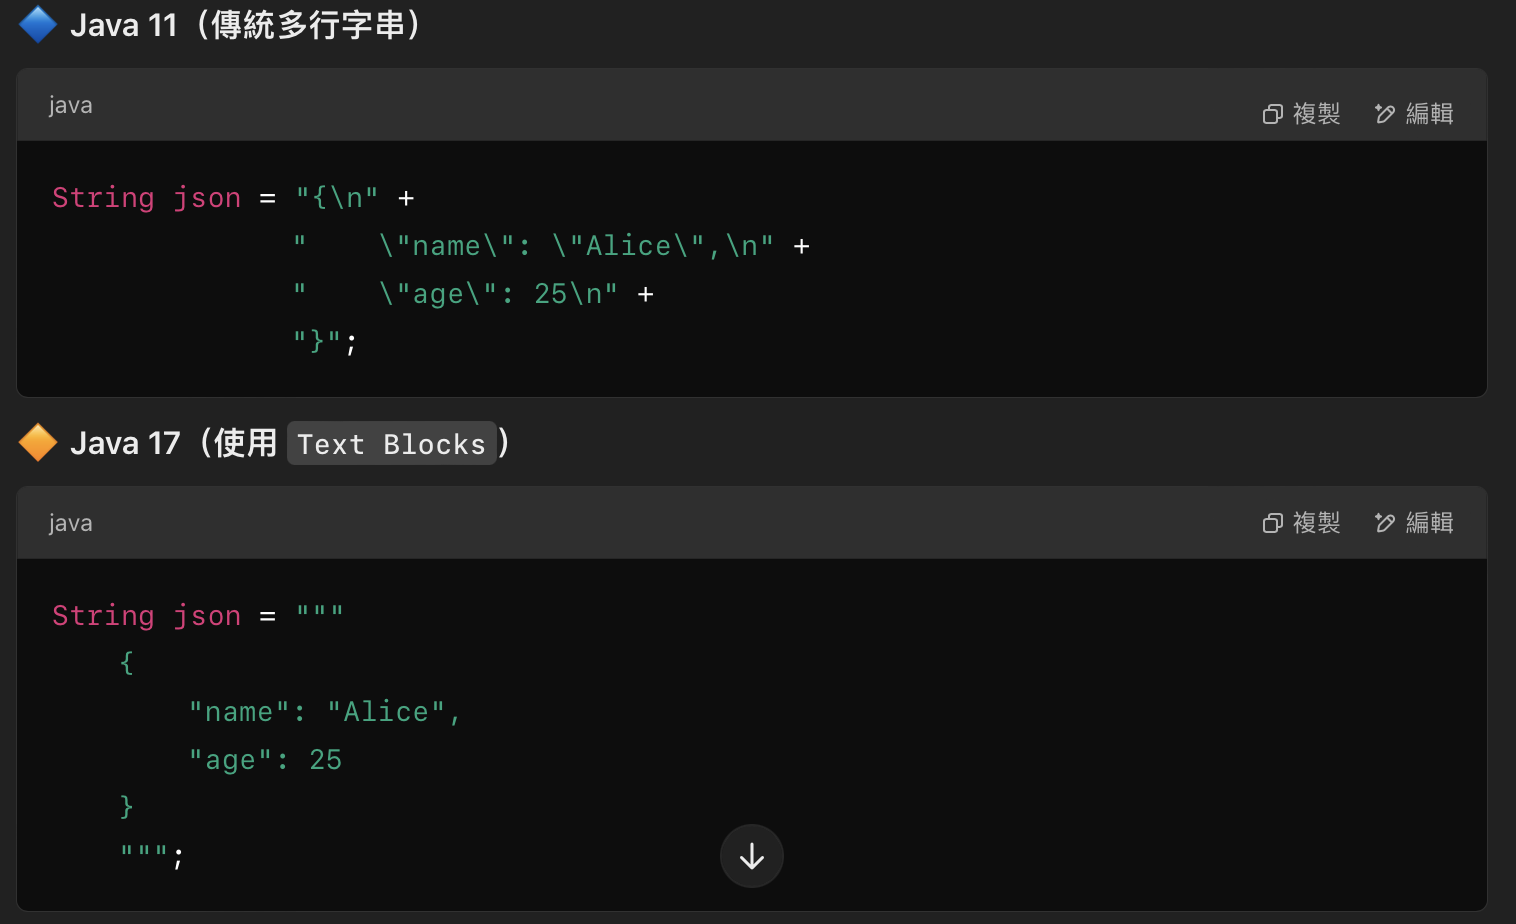 Java 11（傳統多行字串）
java
複製 編輯
String json = "{\n" +
              "    \"name\": \"Alice\",\n" +
              "    \"age\": 25\n" +
              "}";
Java 17（使用 Text Blocks）
java
複製 編輯
String json = """
    {
        "name": "Alice",
        "age": 25
    }
    """;